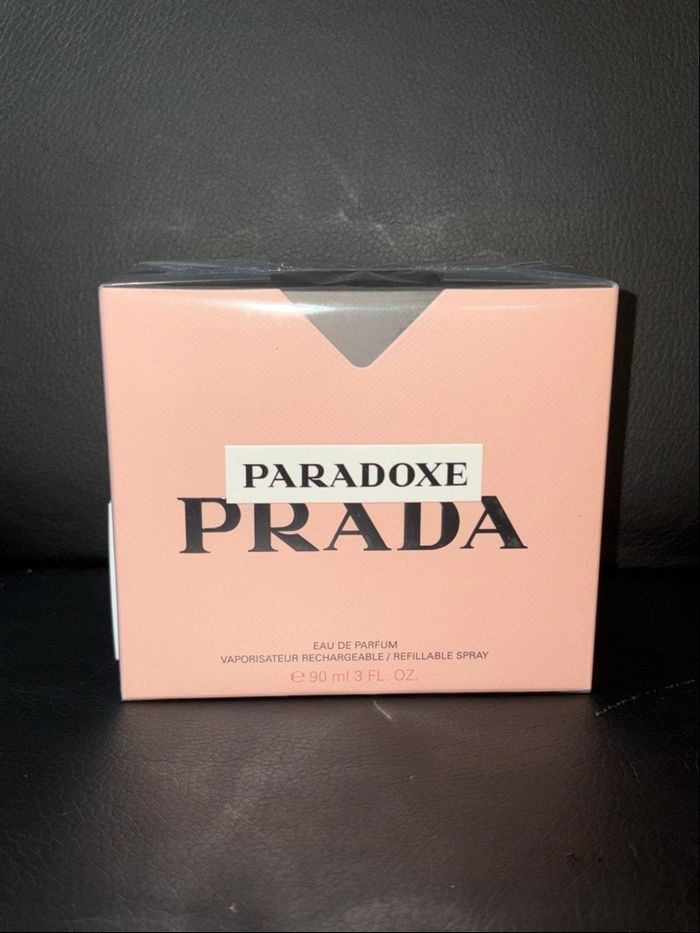 PARADOXE
PRADA
EAU DE PARFUM
VAPORISATEUR RECHARGEABLE / REFILLABLE SPRAY
℮ 90 ml 3 FL. OZ.